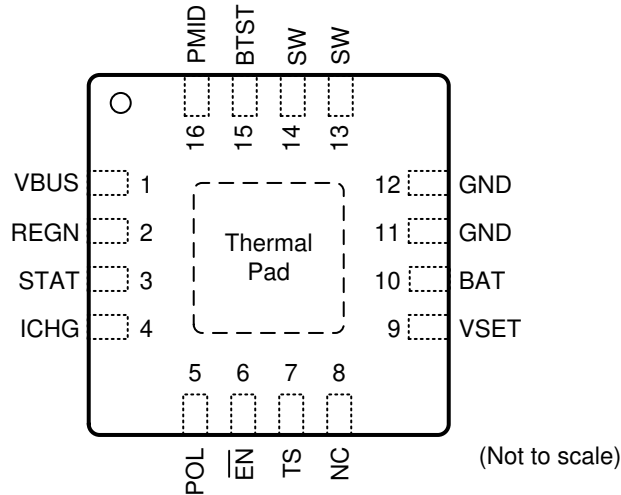 PMID
BTST
SW
SW
16
15
14
13
VBUS 1
REGN 2
STAT 3
ICHG 4
Thermal
Pad
12 GND
11 GND
10 BAT
9 VSET
5
6
7
8
POL
E̅N̅
TS
NC
(Not to scale)